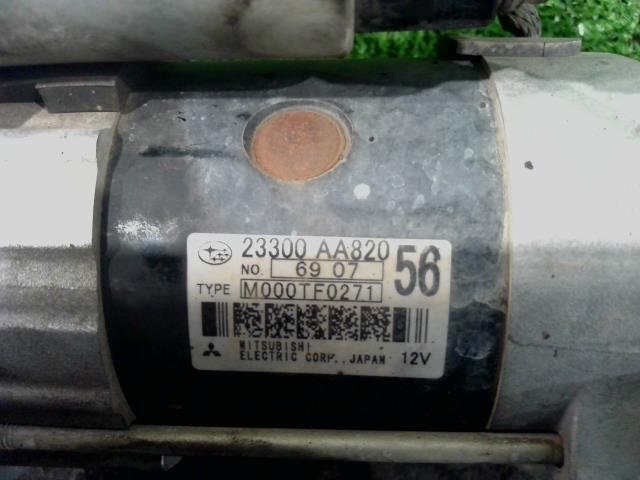 23300 AA820
NO. 69 07 56
TYPE M000TF0271
MITSUBISHI
ELECTRIC CORP., JAPAN 12V